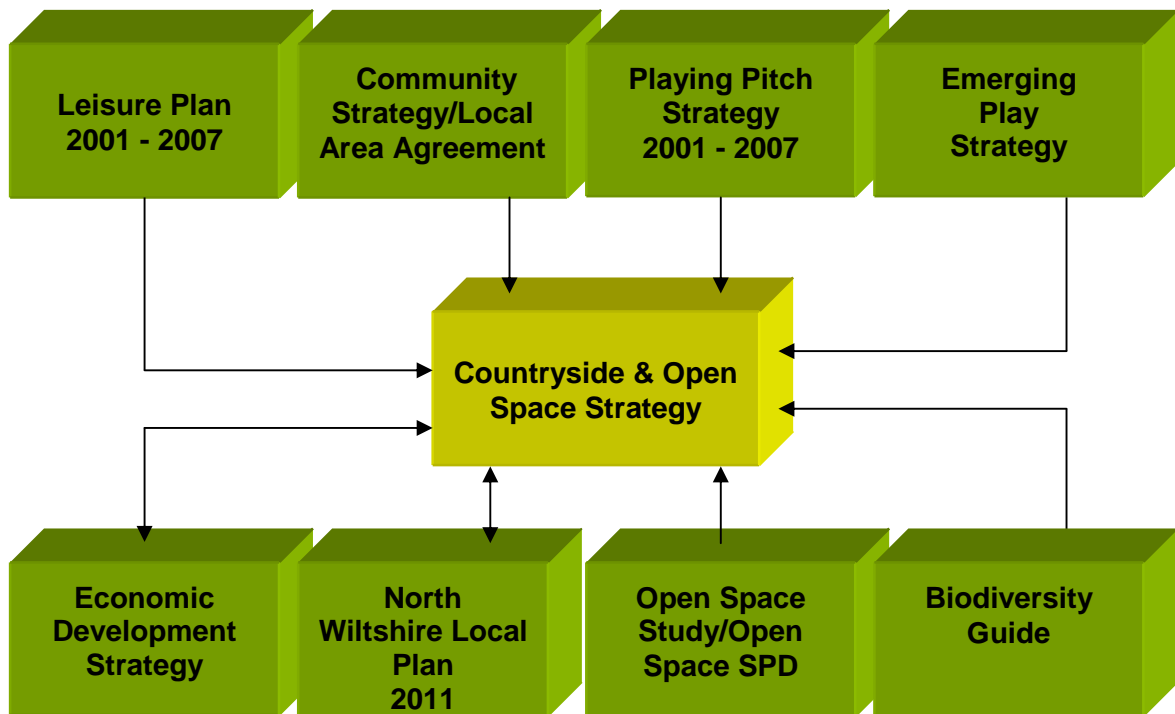 Leisure Plan
2001 - 2007
Community
Strategy/Local
Area Agreement
Playing Pitch
Strategy
2001 - 2007
Emerging
Play
Strategy
Countryside & Open
Space Strategy
Economic
Development
Strategy
North
Wiltshire Local
Plan
2011
Open Space
Study/Open
Space SPD
Biodiversity
Guide